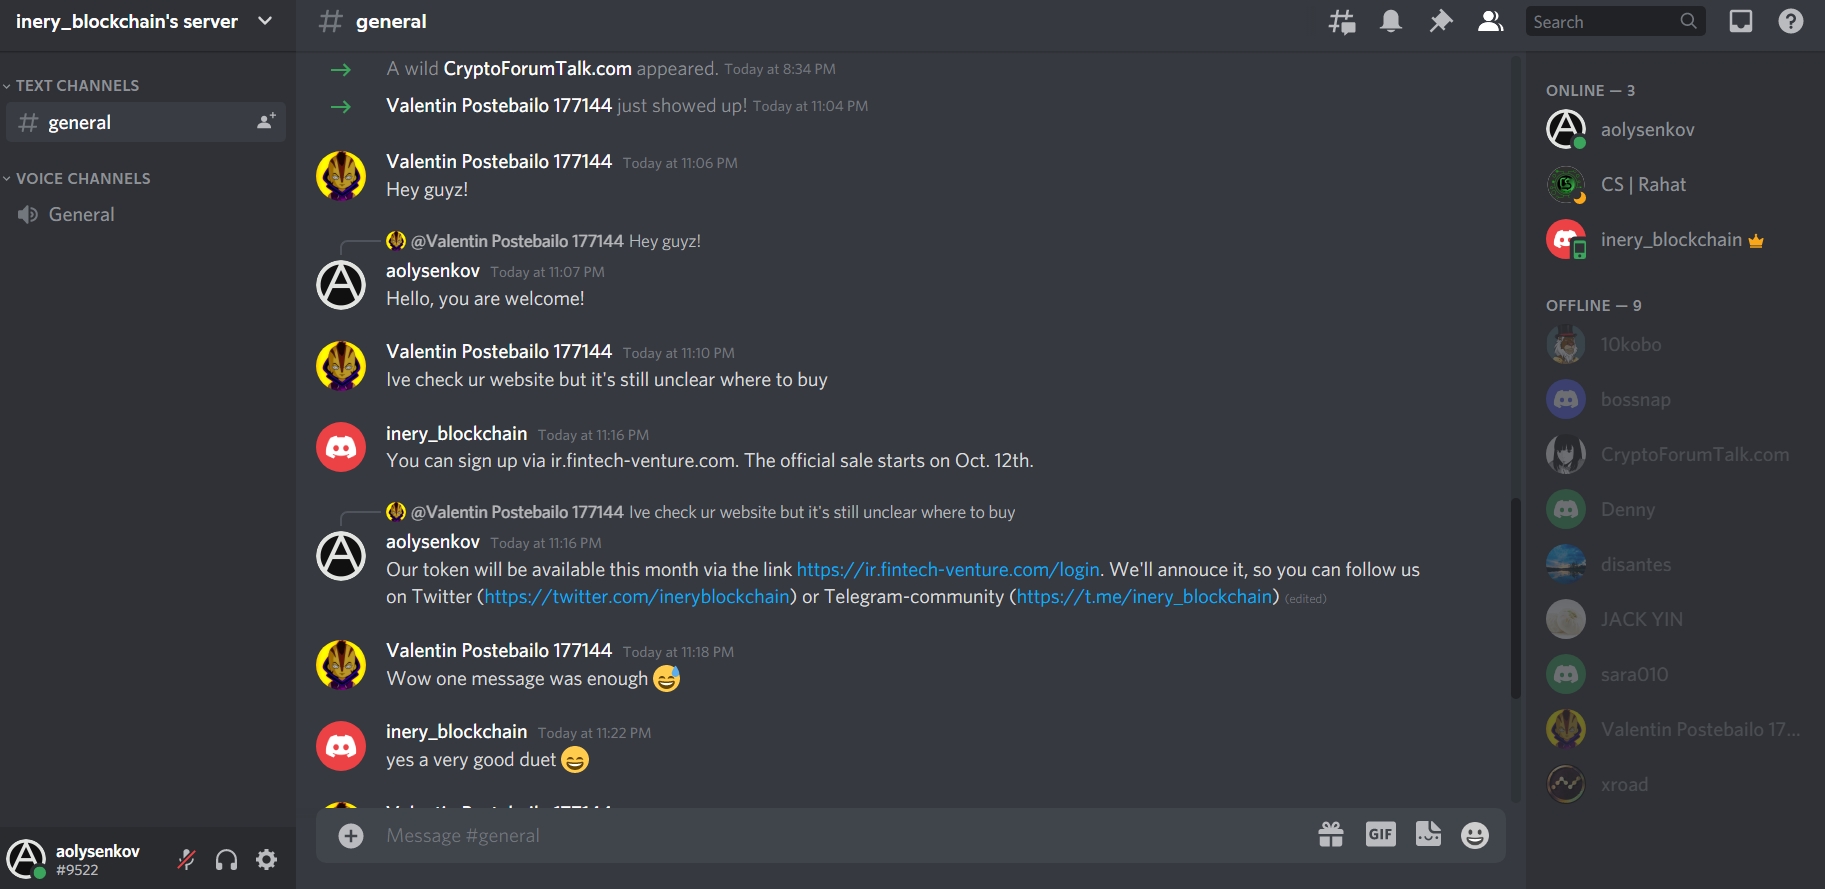 inery_blockchain's server
TEXT CHANNELS
general
VOICE CHANNELS
General
aolysenkov
#9522
# general
Search
A wild CryptoForumTalk.com appeared. Today at 8:34 PM
Valentin Postebailo 177144 just showed up! Today at 11:04 PM
Valentin Postebailo 177144 Today at 11:06 PM
Hey guyz!
@Valentin Postebailo 177144 Hey guyz!
aolysenkov Today at 11:07 PM
Hello, you are welcome!
Valentin Postebailo 177144 Today at 11:10 PM
Ive check ur website but it's still unclear where to buy
inery_blockchain Today at 11:16 PM
You can sign up via ir.fintech-venture.com. The official sale starts on Oct. 12th.
@Valentin Postebailo 177144 Ive check ur website but it's still unclear where to buy
aolysenkov Today at 11:16 PM
Our token will be available this month via the link https://ir.fintech-venture.com/login. We'll annouce it, so you can follow us
on Twitter (https://twitter.com/ineryblockchain) or Telegram-community (https://t.me/inery_blockchain) (edited)
Valentin Postebailo 177144 Today at 11:18 PM
Wow one message was enough 😅
inery_blockchain Today at 11:22 PM
yes a very good duet 😄
Valentin Postebailo 177144
Message #general
GIF
ONLINE — 3
aolysenkov
CS | Rahat
inery_blockchain
OFFLINE — 9
10kobo
bossnap
CryptoForumTalk.com
Denny
disantes
JACK YIN
sara010
Valentin Postebailo 17...
xroad